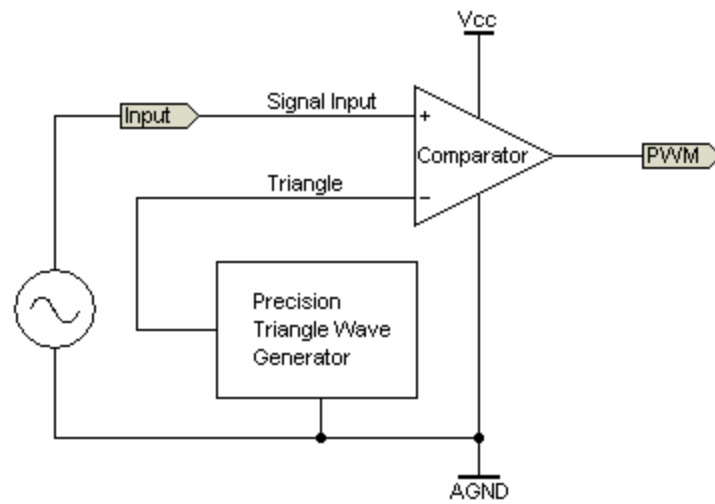 Vcc
Input
Signal Input
+
Comparator
PWM
Triangle
−
Precision
Triangle Wave
Generator
AGND